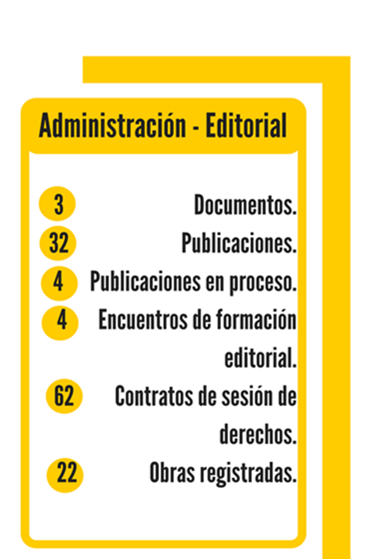 Administración - Editorial
3 Documentos.
32 Publicaciones.
4 Publicaciones en proceso.
4 Encuentros de formación
editorial.
62 Contratos de sesión de
derechos.
22 Obras registradas.